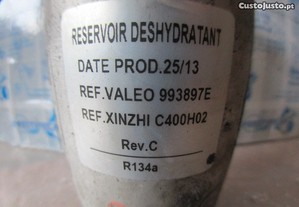 CustoJusto.pt
RESERVOIR DESHYDRATANT
DATE PROD.25/13
REF.VALEO 993897E
REF.XINZHI C400H02
Rev.C
R134a